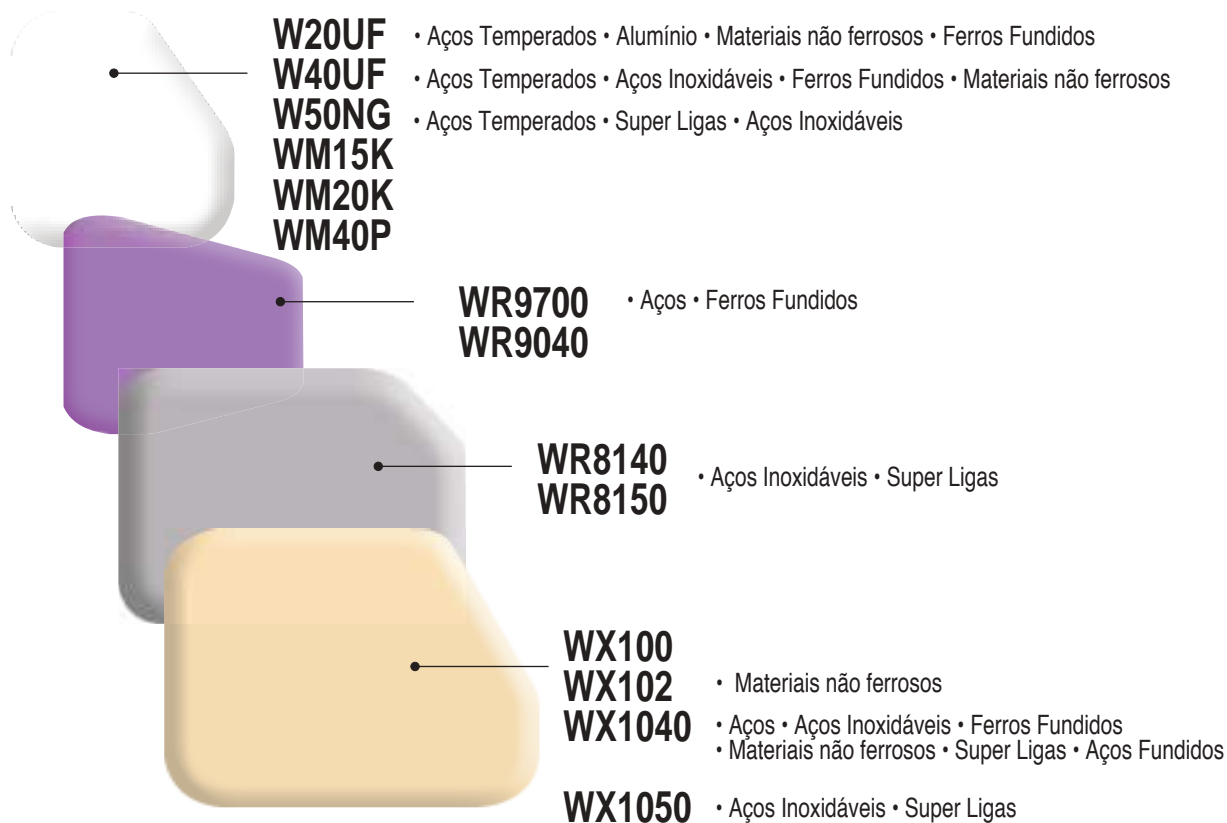 W20UF • Aços Temperados • Alumínio • Materiais não ferrosos • Ferros Fundidos
W40UF • Aços Temperados • Aços Inoxidáveis • Ferros Fundidos • Materiais não ferrosos
W50NG • Aços Temperados • Super Ligas • Aços Inoxidáveis
WM15K
WM20K
WM40P
WR9700 • Aços • Ferros Fundidos
WR9040
WR8140
WR8150 • Aços Inoxidáveis • Super Ligas
WX100
WX102 • Materiais não ferrosos
WX1040 • Aços • Aços Inoxidáveis • Ferros Fundidos
• Materiais não ferrosos • Super Ligas • Aços Fundidos
WX1050 • Aços Inoxidáveis • Super Ligas